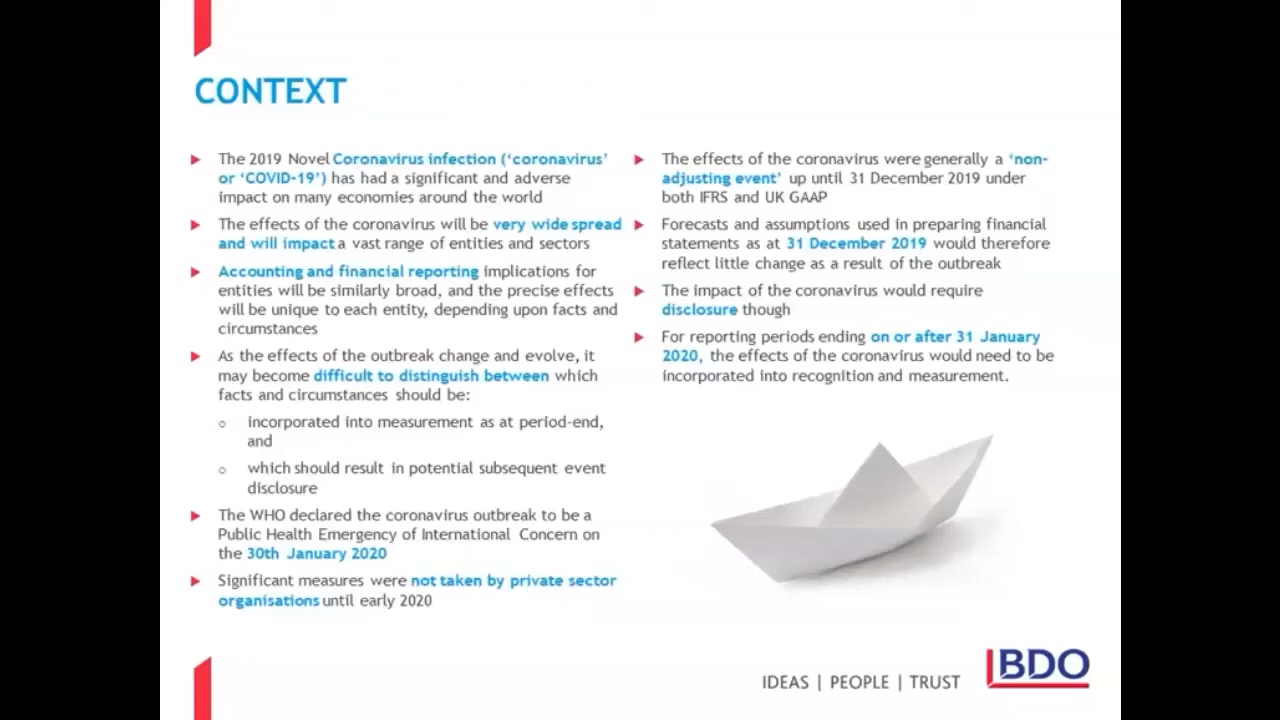 CONTEXT
The 2019 Novel Coronavirus infection (‘coronavirus’
or ‘COVID-19’) has had a significant and adverse
impact on many economies around the world
The effects of the coronavirus will be very wide spread
and will impact a vast range of entities and sectors
Accounting and financial reporting implications for
entities will be similarly broad, and the precise effects
will be unique to each entity, depending upon facts and
circumstances
As the effects of the outbreak change and evolve, it
may become difficult to distinguish between which
facts and circumstances should be:
incorporated into measurement as at period-end,
and
which should result in potential subsequent event
disclosure
The WHO declared the coronavirus outbreak to be a
Public Health Emergency of International Concern on
the 30th January 2020
Significant measures were not taken by private sector
organisations until early 2020
The effects of the coronavirus were generally a ‘non-
adjusting event’ up until 31 December 2019 under
both IFRS and UK GAAP
Forecasts and assumptions used in preparing financial
statements as at 31 December 2019 would therefore
reflect little change as a result of the outbreak
The impact of the coronavirus would require
disclosure though
For reporting periods ending on or after 31 January
2020, the effects of the coronavirus would need to be
incorporated into recognition and measurement.
IDEAS | PEOPLE | TRUST
BDO